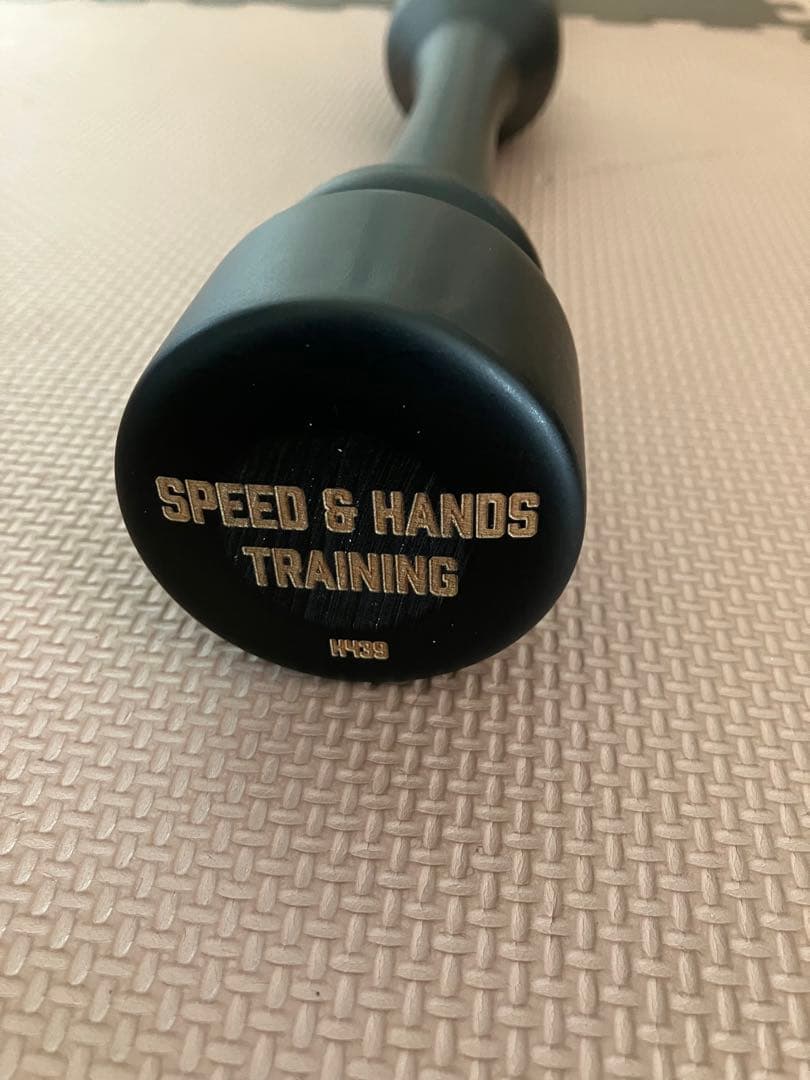 SPEED & HANDS
TRAINING
H439